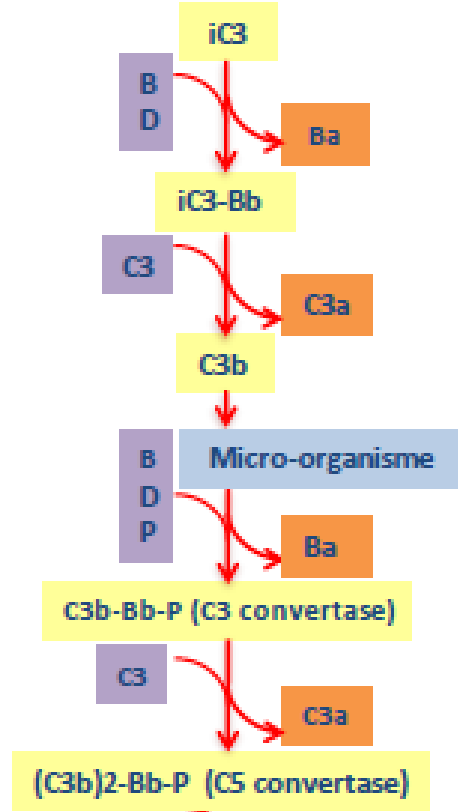 iC3
B
D
Ba
iC3-Bb
C3
C3a
C3b
B
D
P
Micro-organisme
Ba
C3b-Bb-P (C3 convertase)
C3
C3a
(C3b)2-Bb-P (C5 convertase)